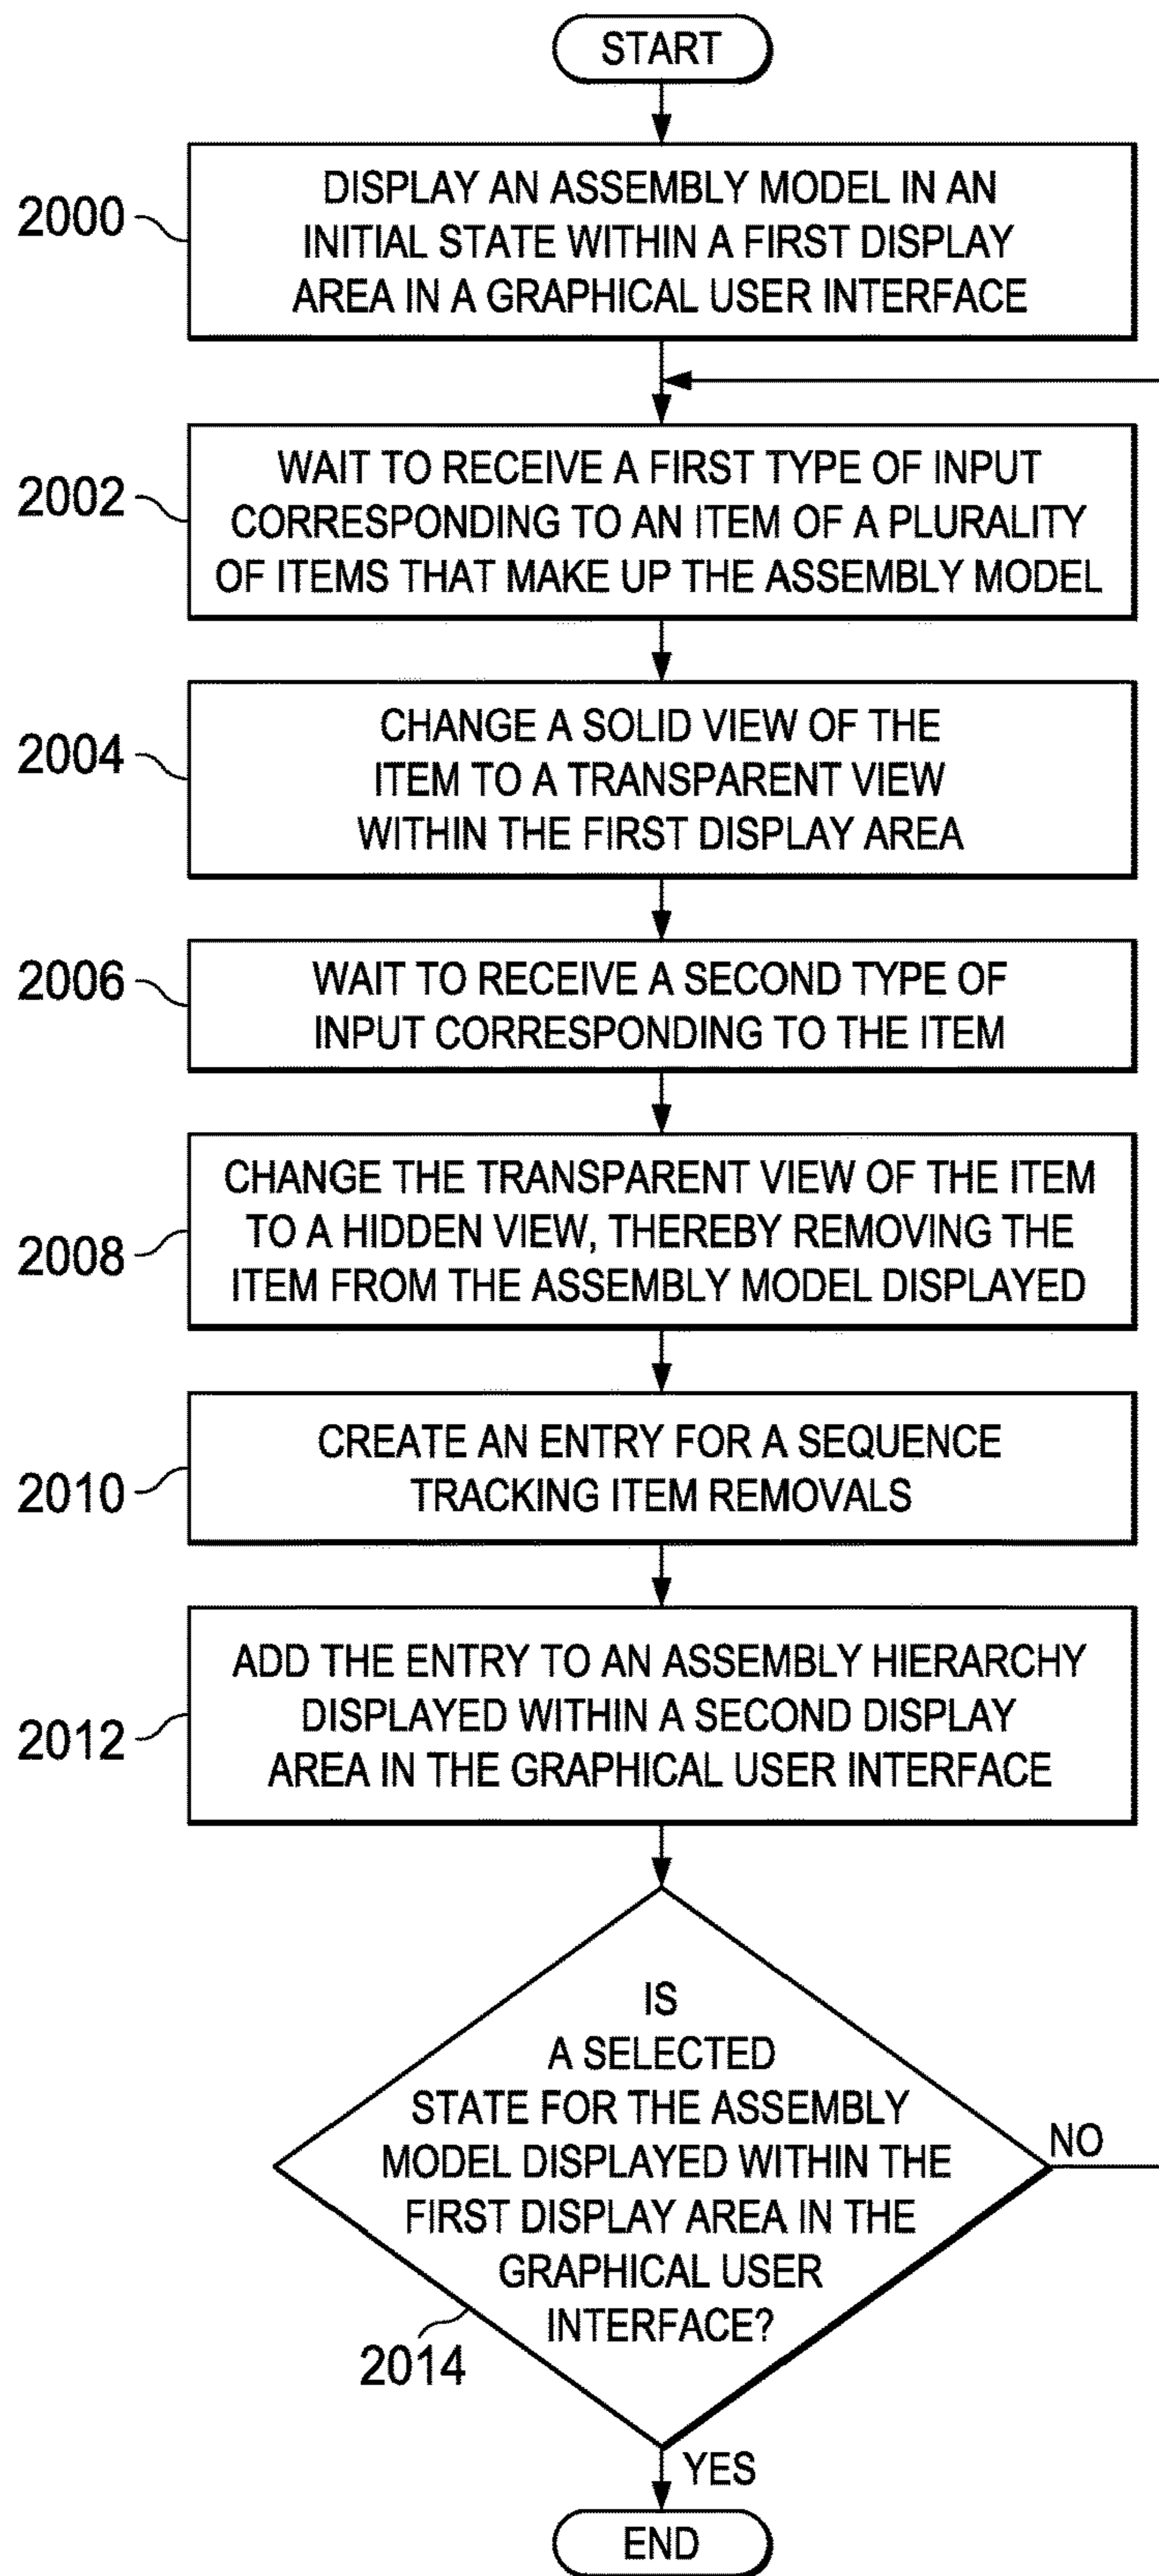 START
2000
DISPLAY AN ASSEMBLY MODEL IN AN
INITIAL STATE WITHIN A FIRST DISPLAY
AREA IN A GRAPHICAL USER INTERFACE
2002
WAIT TO RECEIVE A FIRST TYPE OF INPUT
CORRESPONDING TO AN ITEM OF A PLURALITY
OF ITEMS THAT MAKE UP THE ASSEMBLY MODEL
2004
CHANGE A SOLID VIEW OF THE
ITEM TO A TRANSPARENT VIEW
WITHIN THE FIRST DISPLAY AREA
2006
WAIT TO RECEIVE A SECOND TYPE OF
INPUT CORRESPONDING TO THE ITEM
2008
CHANGE THE TRANSPARENT VIEW OF THE ITEM
TO A HIDDEN VIEW, THEREBY REMOVING THE
ITEM FROM THE ASSEMBLY MODEL DISPLAYED
2010
CREATE AN ENTRY FOR A SEQUENCE
TRACKING ITEM REMOVALS
2012
ADD THE ENTRY TO AN ASSEMBLY HIERARCHY
DISPLAYED WITHIN A SECOND DISPLAY
AREA IN THE GRAPHICAL USER INTERFACE
IS
A SELECTED
STATE FOR THE ASSEMBLY
MODEL DISPLAYED WITHIN THE
FIRST DISPLAY AREA IN THE
GRAPHICAL USER
INTERFACE?
NO
2014
YES
END